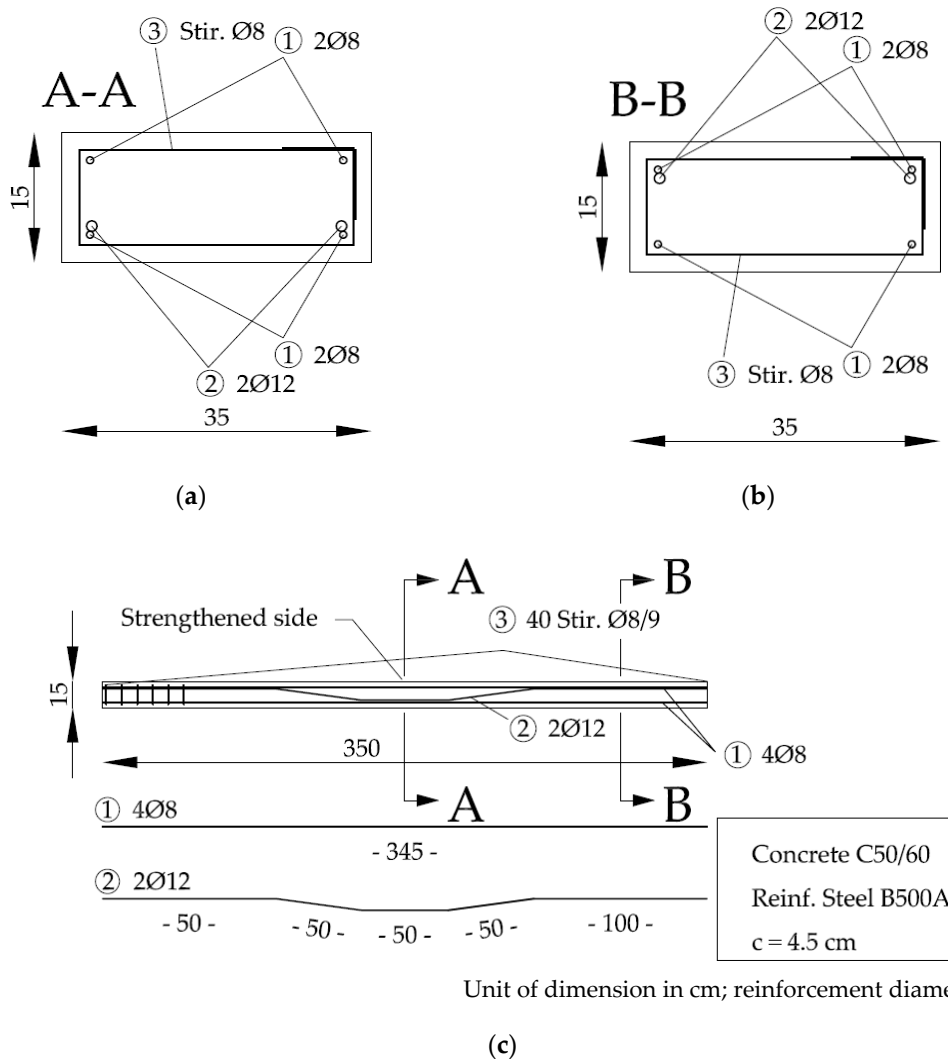 ③ Stir. Ø8
① 2Ø8
A-A
15
① 2Ø8
② 2Ø12
35
(a)
② 2Ø12
① 2Ø8
B-B
15
③ Stir. Ø8
① 2Ø8
35
(b)
A
B
Strengthened side
③ 40 Stir. Ø8/9
15
② 2Ø12
350
① 4Ø8
A
B
① 4Ø8
- 345 -
② 2Ø12
- 50 -
- 50 -
- 50 -
- 50 -
- 100 -
Concrete C50/60
Reinf. Steel B500A
c = 4.5 cm
Unit of dimension in cm; reinforcement diame
(c)